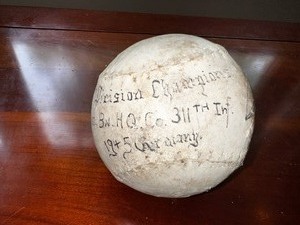 Division Champions
Bn. H.Q. Co. 311TH Inf.
1945 Germany.